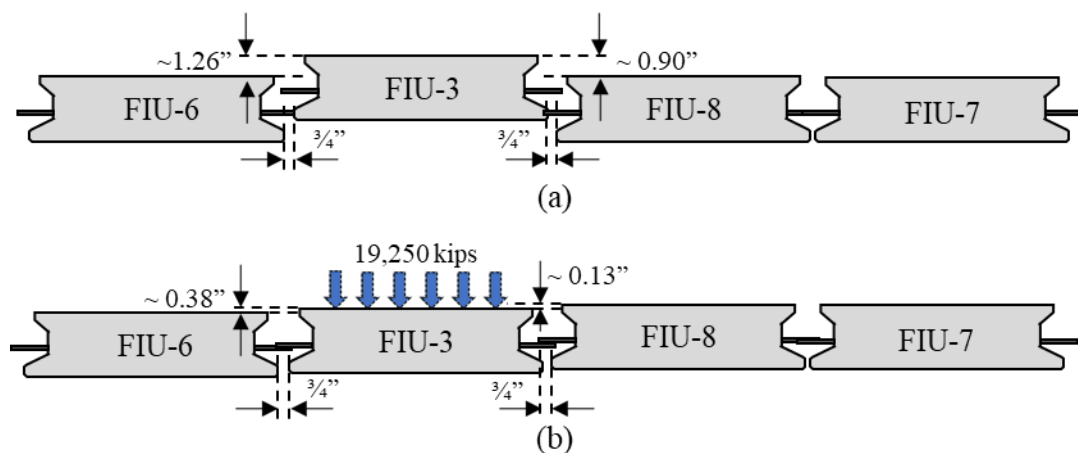 ~1.26”
~ 0.90”
FIU-6
FIU-3
FIU-8
FIU-7
¾”
¾”
(a)
19,250 kips
~ 0.38”
~ 0.13”
FIU-6
FIU-3
FIU-8
FIU-7
¾”
¾”
(b)